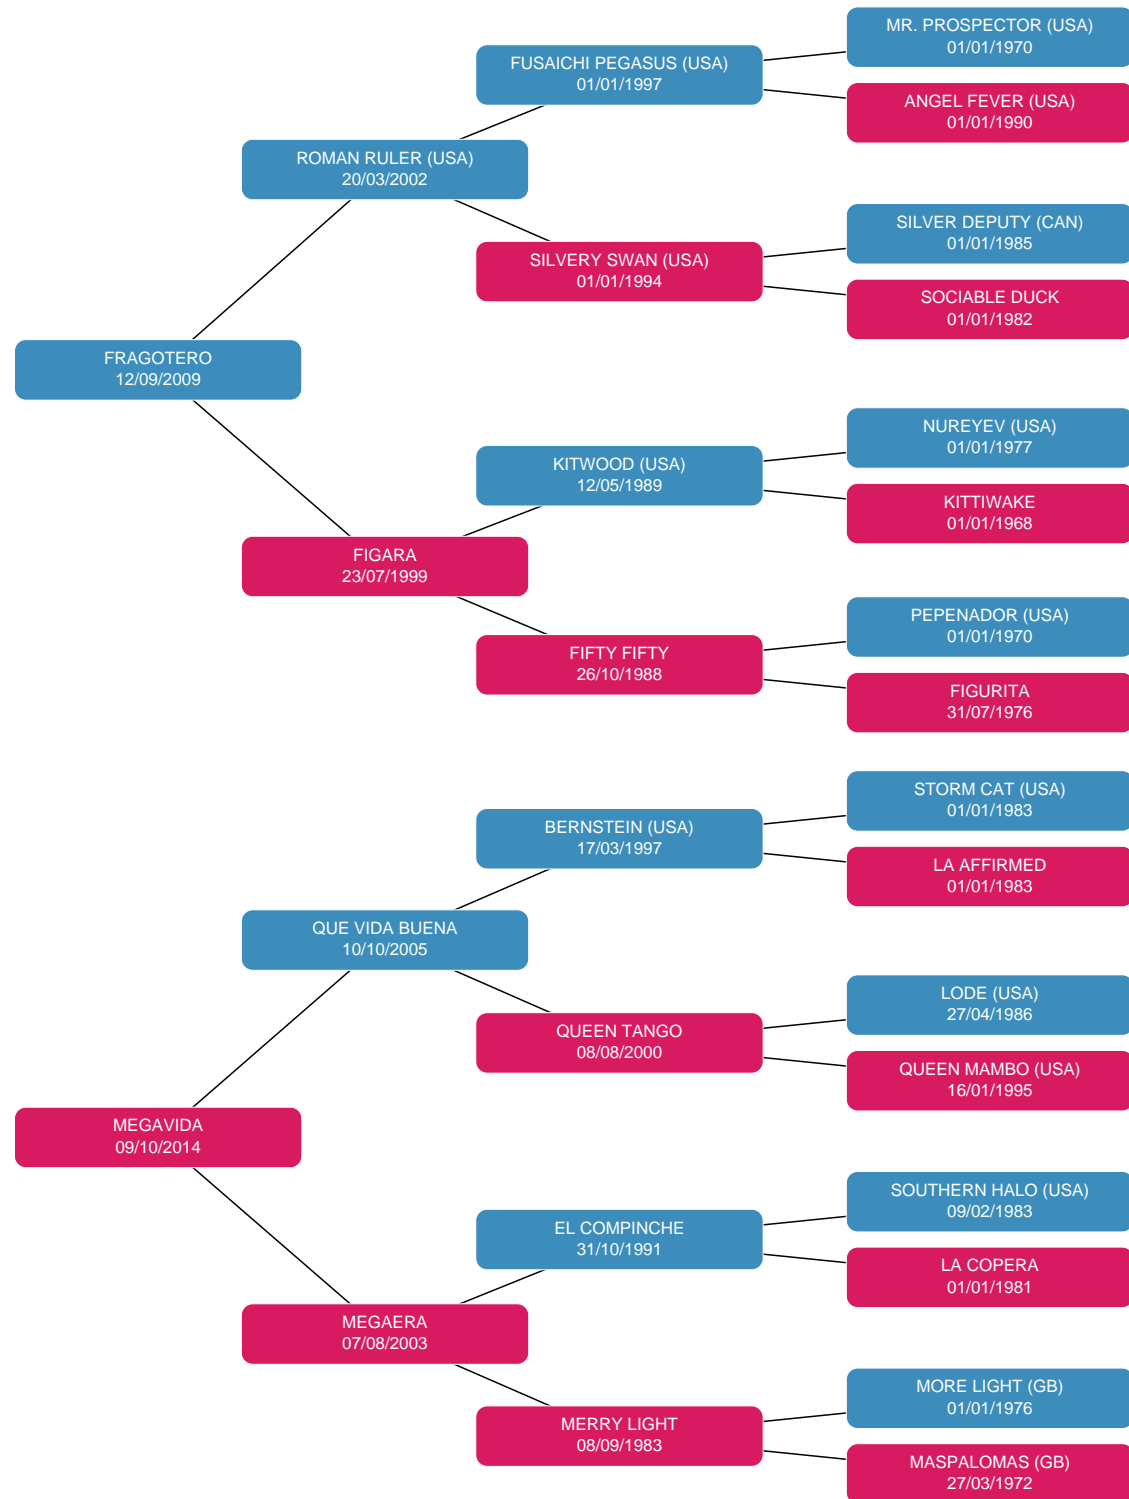 MR. PROSPECTOR (USA)
01/01/1970
FUSAICHI PEGASUS (USA)
01/01/1997
ANGEL FEVER (USA)
01/01/1990
ROMAN RULER (USA)
20/03/2002
SILVER DEPUTY (CAN)
01/01/1985
SILVERY SWAN (USA)
01/01/1994
SOCIABLE DUCK
01/01/1982
FRAGOTERO
12/09/2009
NUREYEV (USA)
01/01/1977
KITWOOD (USA)
12/05/1989
KITTIWAKE
01/01/1968
FIGARA
23/07/1999
PEPENADOR (USA)
01/01/1970
FIFTY FIFTY
26/10/1988
FIGURITA
31/07/1976
STORM CAT (USA)
01/01/1983
BERNSTEIN (USA)
17/03/1997
LA AFFIRMED
01/01/1983
QUE VIDA BUENA
10/10/2005
LODE (USA)
27/04/1986
QUEEN TANGO
08/08/2000
QUEEN MAMBO (USA)
16/01/1995
MEGAVIDA
09/10/2014
SOUTHERN HALO (USA)
09/02/1983
EL COMPINCHE
31/10/1991
LA COPERA
01/01/1981
MEGAERA
07/08/2003
MORE LIGHT (GB)
01/01/1976
MERRY LIGHT
08/09/1983
MASPALOMAS (GB)
27/03/1972